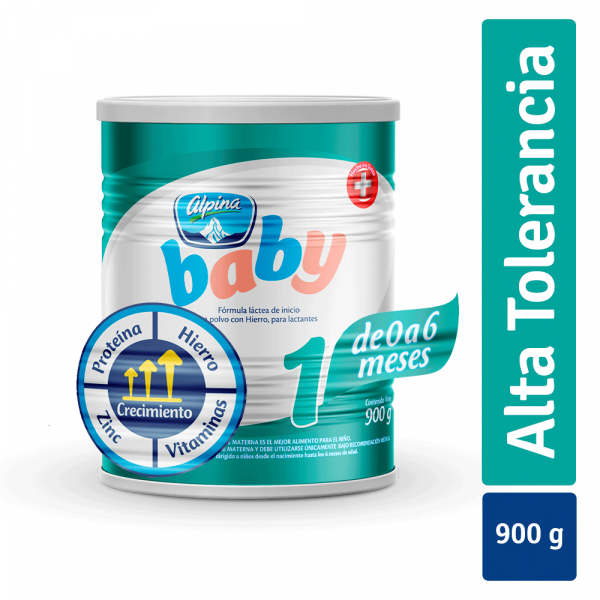 alpina
baby
Fórmula láctea de inicio
polvo con Hierro, para lactantes
1
de 0 a 6
meses
Contenido
900 g
MATERNA ES EL MEJOR ALIMENTO PARA EL NIÑO.
MATERNA Y DEBE UTILIZARSE ÚNICAMENTE BAJO RECOMENDACIÓN MÉDICA
dirigido a niños desde el nacimiento hasta los 6 meses de edad.
Proteína
Hierro
Crecimiento
Zinc
Vitaminas
Alta Tolerancia
900 g